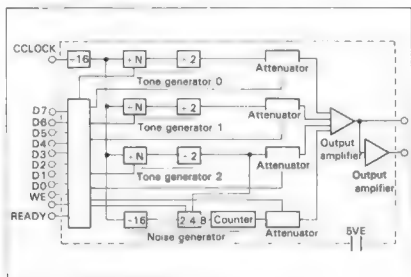 CCLOCK
-16
÷N
÷2
Attenuator
Tone generator 0
D7
D6
D5
D4
D3
D2
D1
D0
WE
READY
÷N
÷2
Attenuator
Tone generator 1
÷N
÷2
Attenuator
Tone generator 2
Output
amplifier
Output
amplifier
-16
2 4 8
Counter
Noise generator
Attenuator
5VE